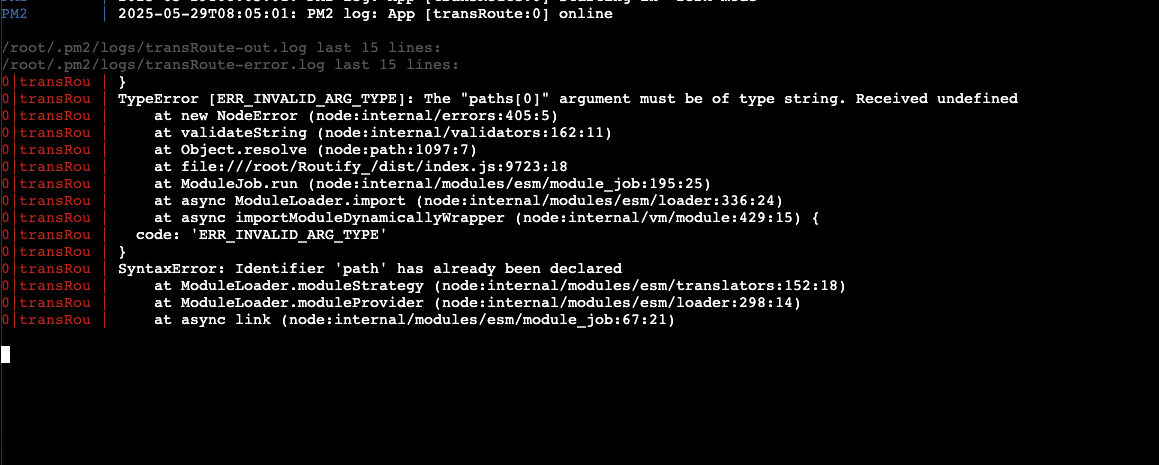 PM2 | 2025-05-29T08:05:01: PM2 log: App [transRoute:0] online
/root/.pm2/logs/transRoute-out.log last 15 lines:
/root/.pm2/logs/transRoute-error.log last 15 lines:
0|transRou | }
0|transRou | TypeError [ERR_INVALID_ARG_TYPE]: The "paths[0]" argument must be of type string. Received undefined
0|transRou |     at new NodeError (node:internal/errors:405:5)
0|transRou |     at validateString (node:internal/validators:162:11)
0|transRou |     at Object.resolve (node:path:1097:7)
0|transRou |     at file:///root/Routify_/dist/index.js:9723:18
0|transRou |     at ModuleJob.run (node:internal/modules/esm/module_job:195:25)
0|transRou |     at async ModuleLoader.import (node:internal/modules/esm/loader:336:24)
0|transRou |     at async importModuleDynamicallyWrapper (node:internal/vm/module:429:15) {
0|transRou |   code: 'ERR_INVALID_ARG_TYPE'
0|transRou | }
0|transRou | SyntaxError: Identifier 'path' has already been declared
0|transRou |     at ModuleLoader.moduleStrategy (node:internal/modules/esm/translators:152:18)
0|transRou |     at ModuleLoader.moduleProvider (node:internal/modules/esm/loader:298:14)
0|transRou |     at async link (node:internal/modules/esm/module_job:67:21)